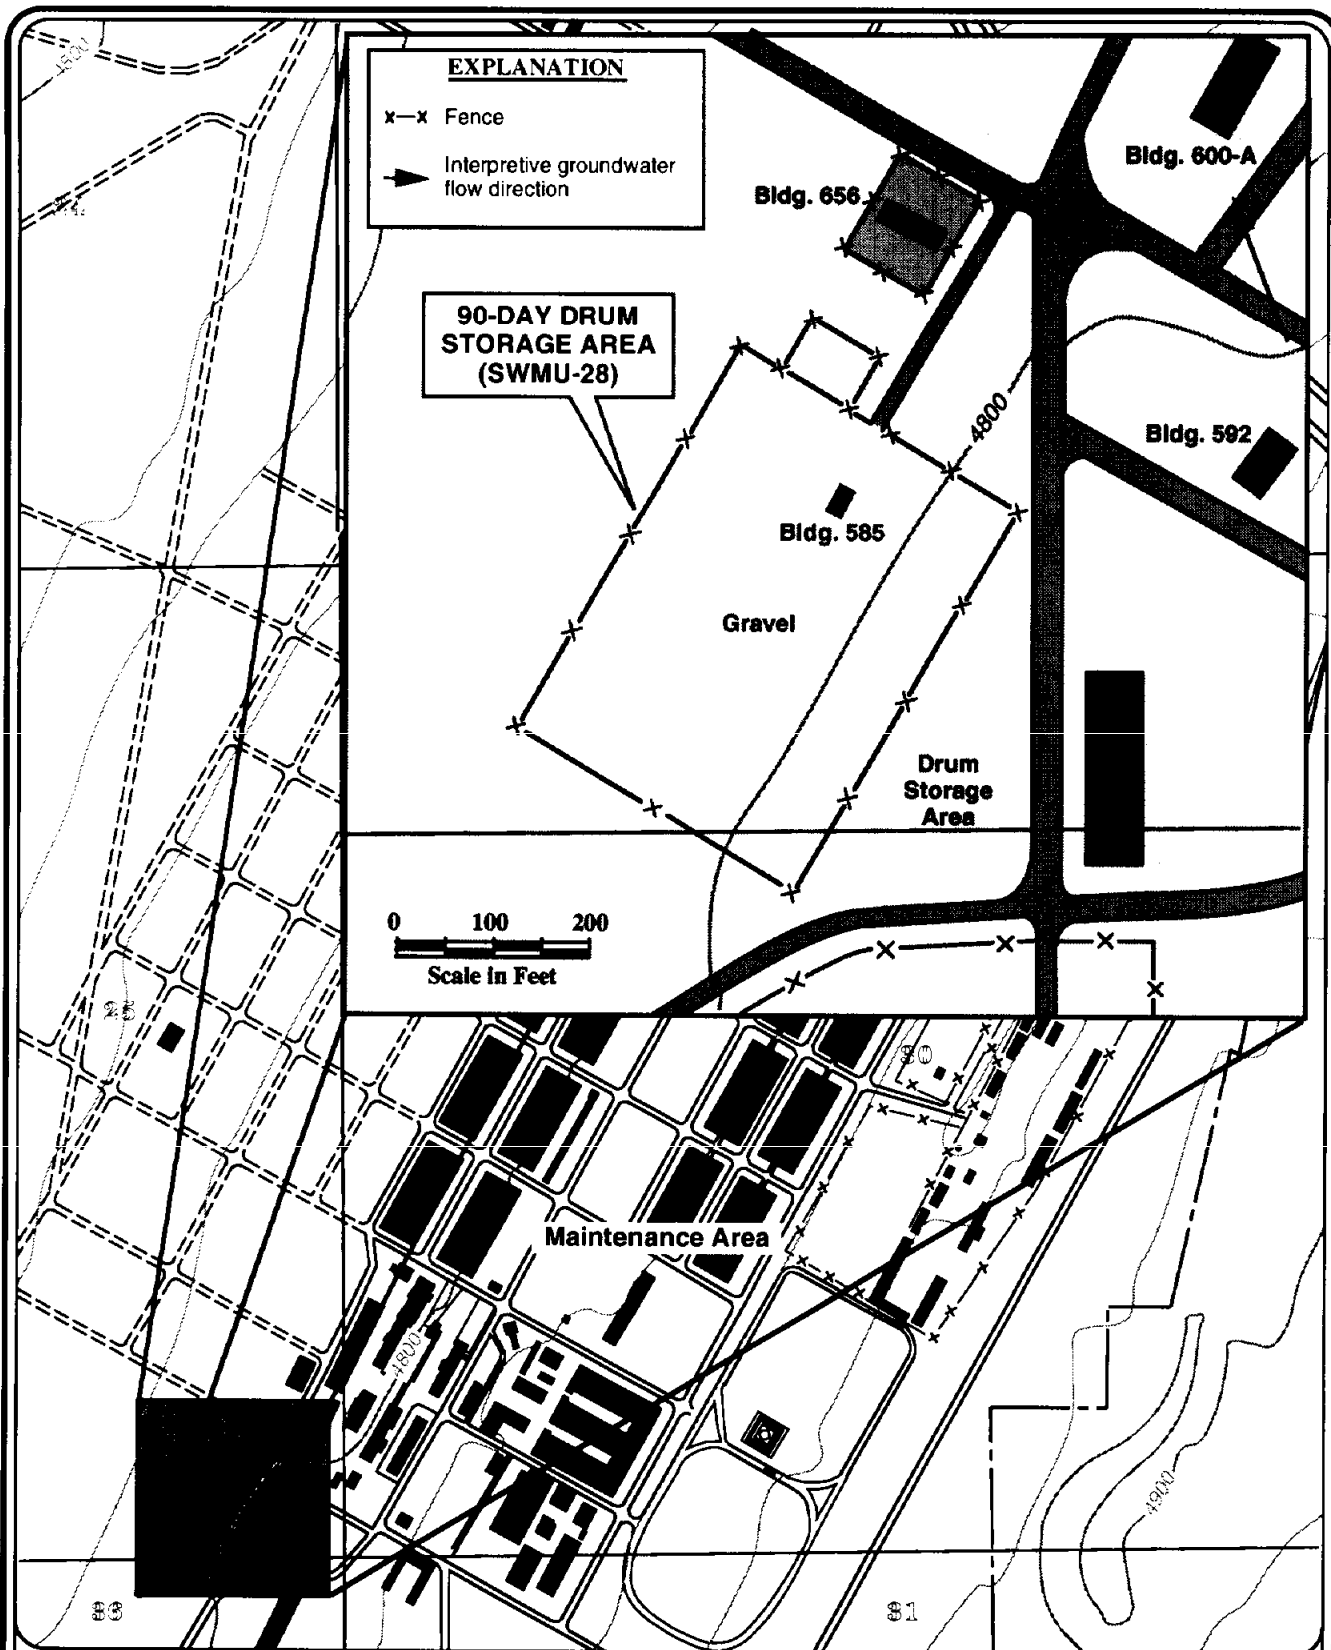 4800
EXPLANATION
x—x Fence
Interpretive groundwater
flow direction
Bldg. 600-A
Bldg. 656
90-DAY DRUM
STORAGE AREA
(SWMU-28)
4800
Bldg. 592
Bldg. 585
Gravel
Drum
Storage
Area
0 100 200
Scale in Feet
25
30
Maintenance Area
4800
4900
31